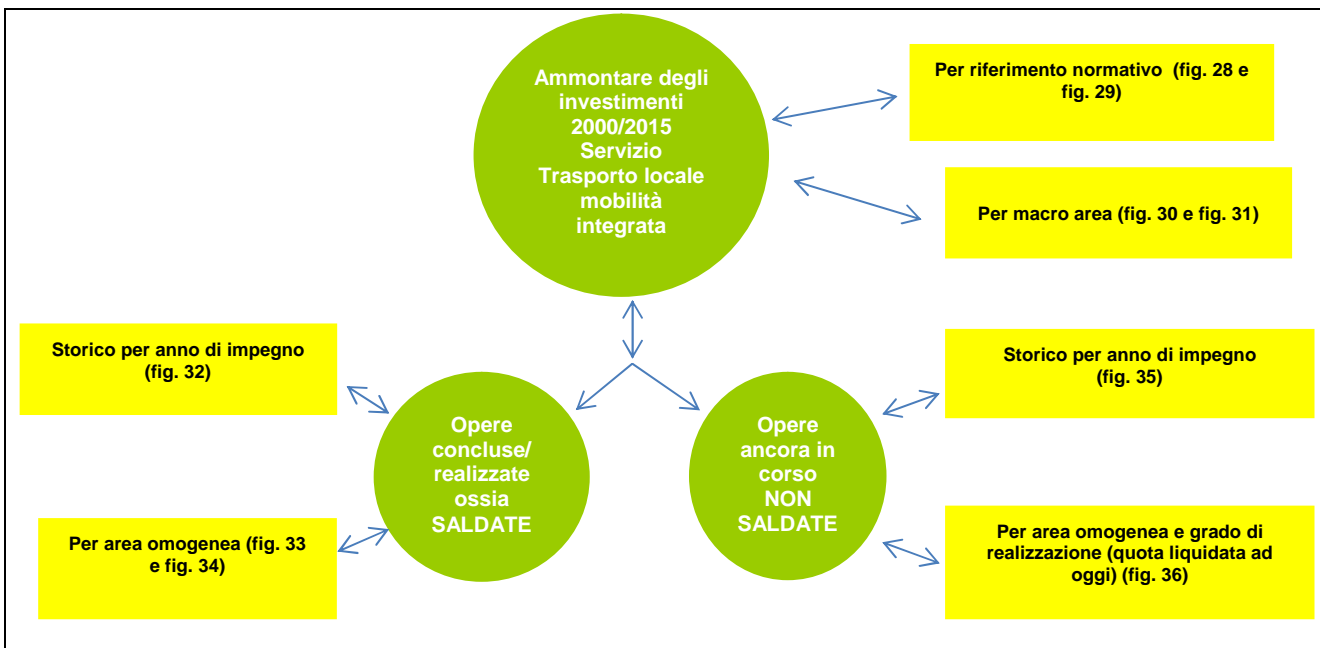 Ammontare degli
investimenti
2000/2015
Servizio
Trasporto locale
mobilità
integrata
Per riferimento normativo (fig. 28 e
fig. 29)
Per macro area (fig. 30 e fig. 31)
Storico per anno di impegno
(fig. 32)
Storico per anno di impegno
(fig. 35)
Opere
concluse/
realizzate
ossia
SALDATE
Opere
ancora in
corso
NON
SALDATE
Per area omogenea (fig. 33
e fig. 34)
Per area omogenea e grado di
realizzazione (quota liquidata ad
oggi) (fig. 36)